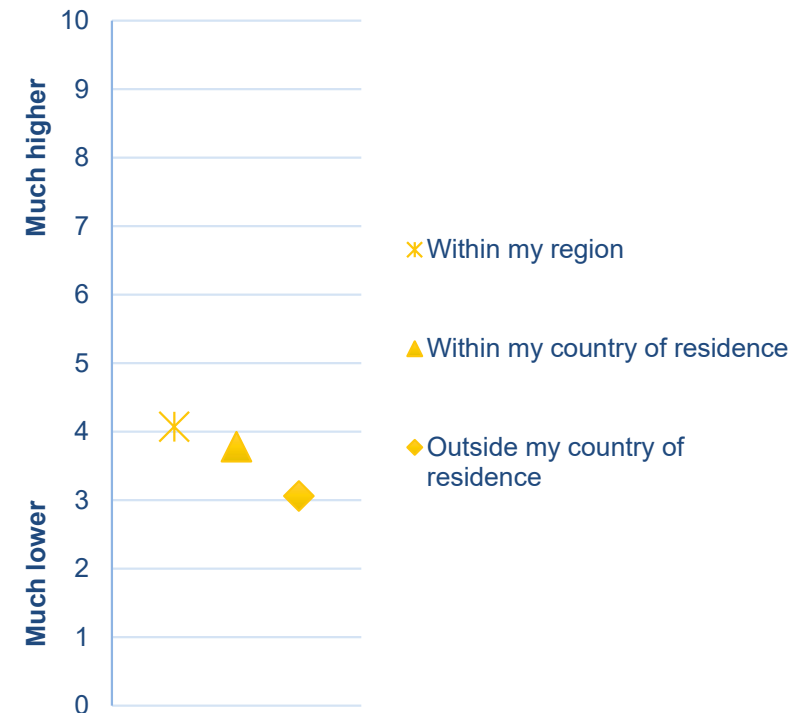 10
9
8
7
6
5
4
3
2
1
0
Much higher
Much lower
Within my region
Within my country of residence
Outside my country of
residence